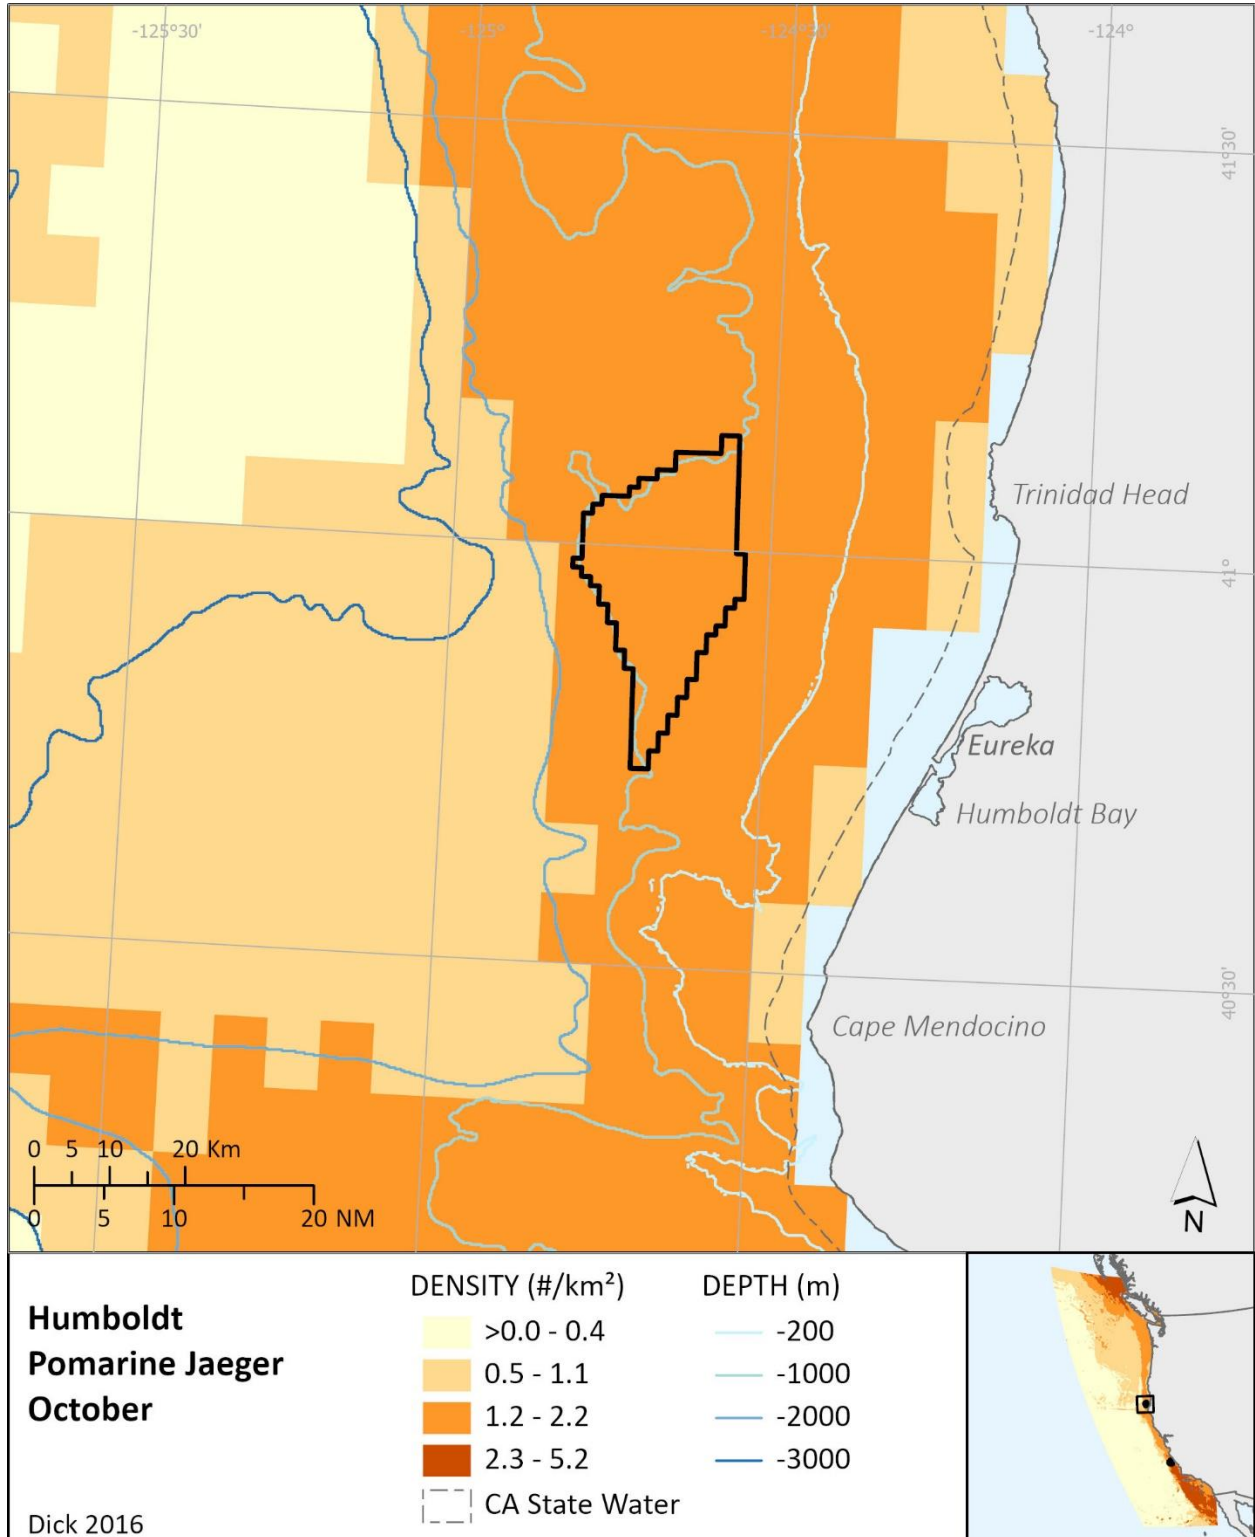 -125°30'
-125°
-124°30'
-124°
41°30'
Trinidad Head
41°
Eureka
Humboldt Bay
40°30'
Cape Mendocino
0 5 10 20 Km
0 5 10 20 NM
N
Humboldt
Pomarine Jaeger
October
Dick 2016
DENSITY (#/km²)
>0.0 - 0.4
0.5 - 1.1
1.2 - 2.2
2.3 - 5.2
CA State Water
DEPTH (m)
-200
-1000
-2000
-3000